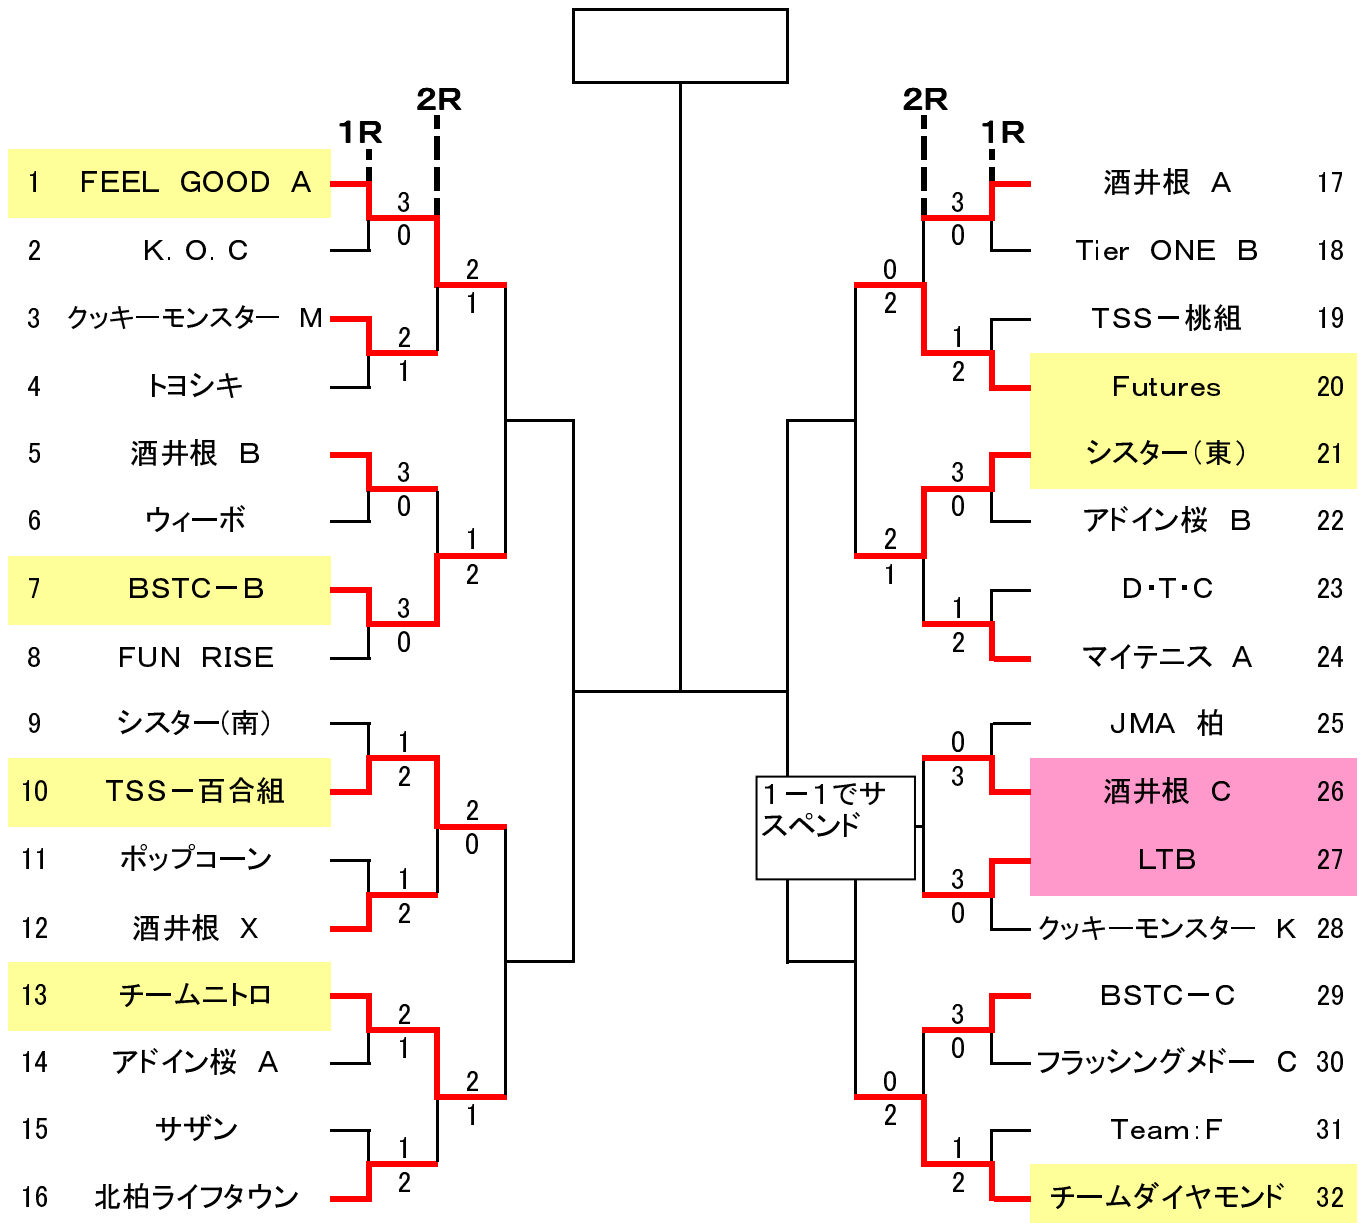 2R 2R
1R 1R
1 FEEL GOOD A 3 3 酒井根 A 17
0 0
2 K.O.C Tier ONE B 18
2 0
1 2
3 クッキーモンスター M TSSー桃組 19
2 1
1 2
4 トヨシキ Futures 20
5 酒井根 B シスター(東) 21
3 3
0 0
6 ウィーボ アドイン桜 B 22
1 2
2 1
7 BSTCーB D・T・C 23
3 1
0 2
8 FUN RISE マイテニス A 24
9 シスター(南) JMA 柏 25
1 0
2 3
10 TSSー百合組 酒井根 C 26
2 1ー1でサ
0 スペンド
11 ポップコーン LTB 27
1 3
2 0
12 酒井根 X クッキーモンスター K 28
13 チームニトロ BSTCーC 29
2 3
1 0
14 アドイン桜 A フラッシングメドー C 30
2 0
1 2
15 サザン Team:F 31
1 1
2 2
16 北柏ライフタウン チームダイヤモンド 32